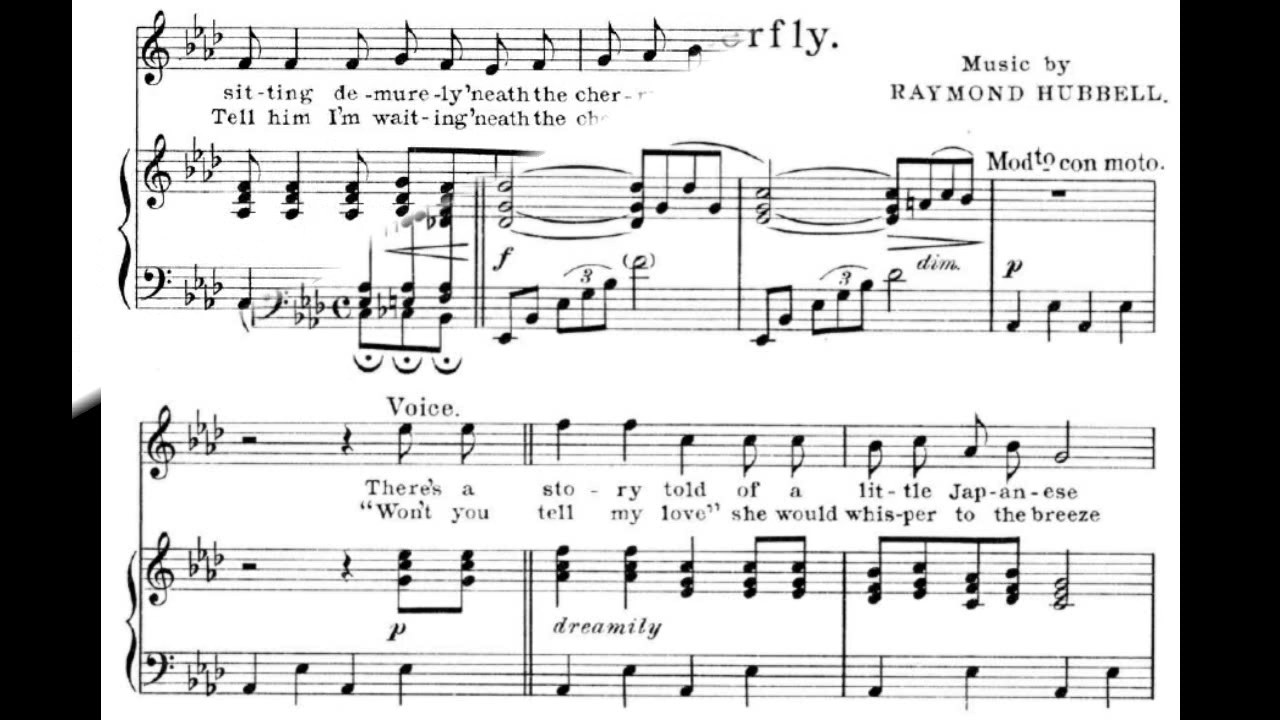 rfly.
Music by
RAYMOND HUBBELL.
sit-ting de-mure-ly 'neath the cher-
Tell him I'm wait-ing 'neath the
Modto con moto.
f
3
3
dim.
p
Voice.
There's a sto-ry told of a lit-tle Jap-an-ese
"Won't you tell my love" she would whis-per to the breeze
p
dreamily